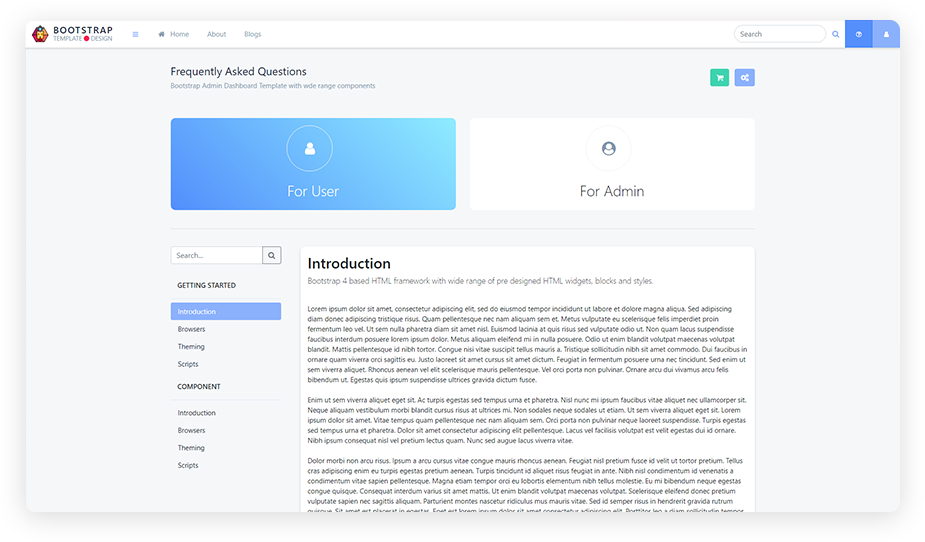 BOOTSTRAP
TEMPLATE DESIGN
Home
About
Blogs
Search
Frequently Asked Questions
Bootstrap Admin Dashboard Template with wide range components
For User
For Admin
Search...
GETTING STARTED
Introduction
Browsers
Theming
Scripts
COMPONENT
Introduction
Browsers
Theming
Scripts
Introduction
Bootstrap 4 based HTML framework with wide range of pre designed HTML widgets, blocks and styles.
Lorem ipsum dolor sit amet, consectetur adipiscing elit, sed do eiusmod tempor incididunt ut labore et dolore magna aliqua. Sed adipiscing
diam donec adipiscing tristique risus. Quam pellentesque nec nam aliquam sem et. Metus vulputate eu scelerisque felis imperdiet proin
fermentum leo vel. Ut sem nulla pharetra diam sit amet nisl. Euismod lacinia at quis risus sed vulputate odio ut. Non quam lacus suspendisse
faucibus interdum posuere lorem ipsum dolor. Metus aliquam eleifend mi in nulla posuere. Odio ut enim blandit volutpat maecenas volutpat
blandit. Mattis pellentesque id nibh tortor. Congue nisi vitae suscipit tellus mauris a. Tristique sollicitudin nibh sit amet commodo. Dui faucibus in
ornare quam viverra orci sagittis eu. Justo laoreet sit amet cursus sit amet dictum. Feugiat in fermentum posuere urna nec tincidunt. Sed enim ut
sem viverra aliquet. Rhoncus aenean vel elit scelerisque mauris pellentesque. Vel orci porta non pulvinar. Ornare arcu dui vivamus arcu felis
bibendum ut. Egestas quis ipsum suspendisse ultrices gravida dictum fusce.
Enim ut sem viverra aliquet eget sit. Ac turpis egestas sed tempus urna et pharetra. Nisl nunc mi ipsum faucibus vitae aliquet nec ullamcorper sit.
Neque aliquam vestibulum morbi blandit cursus risus at ultrices mi. Non sodales neque sodales ut etiam. Ut sem viverra aliquet eget sit. Lorem
ipsum dolor sit amet. Vitae tempus quam pellentesque nec nam aliquam sem. Orci porta non pulvinar neque laoreet suspendisse. Turpis egestas
sed tempus urna et pharetra. Dolor sit amet consectetur adipiscing elit pellentesque. Lacus vel facilisis volutpat est velit egestas dui id ornare.
Nibh ipsum consequat nisl vel pretium lectus quam. Nunc sed augue lacus viverra vitae.
Dolor morbi non arcu risus. Ipsum a arcu cursus vitae congue mauris rhoncus aenean. Feugiat nisl pretium fusce id velit ut tortor pretium. Tellus
cras adipiscing enim eu turpis egestas pretium aenean. Turpis tincidunt id aliquet risus feugiat in ante. Nibh nisl condimentum id venenatis a
condimentum vitae sapien pellentesque. Magna etiam tempor orci eu lobortis elementum nibh tellus molestie. Eu mi bibendum neque egestas
congue quisque. Consequat interdum varius sit amet mattis. Ut enim blandit volutpat maecenas volutpat. Scelerisque eleifend donec pretium
vulputate sapien nec sagittis aliquam. Parturient montes nascetur ridiculus mus mauris vitae. Sed id semper risus in hendrerit gravida rutrum
quisque. Sit amet est placerat in egestas. Eget est lorem ipsum dolor sit amet consectetur adipiscing elit. Porttitor leo a diam sollicitudin tempor